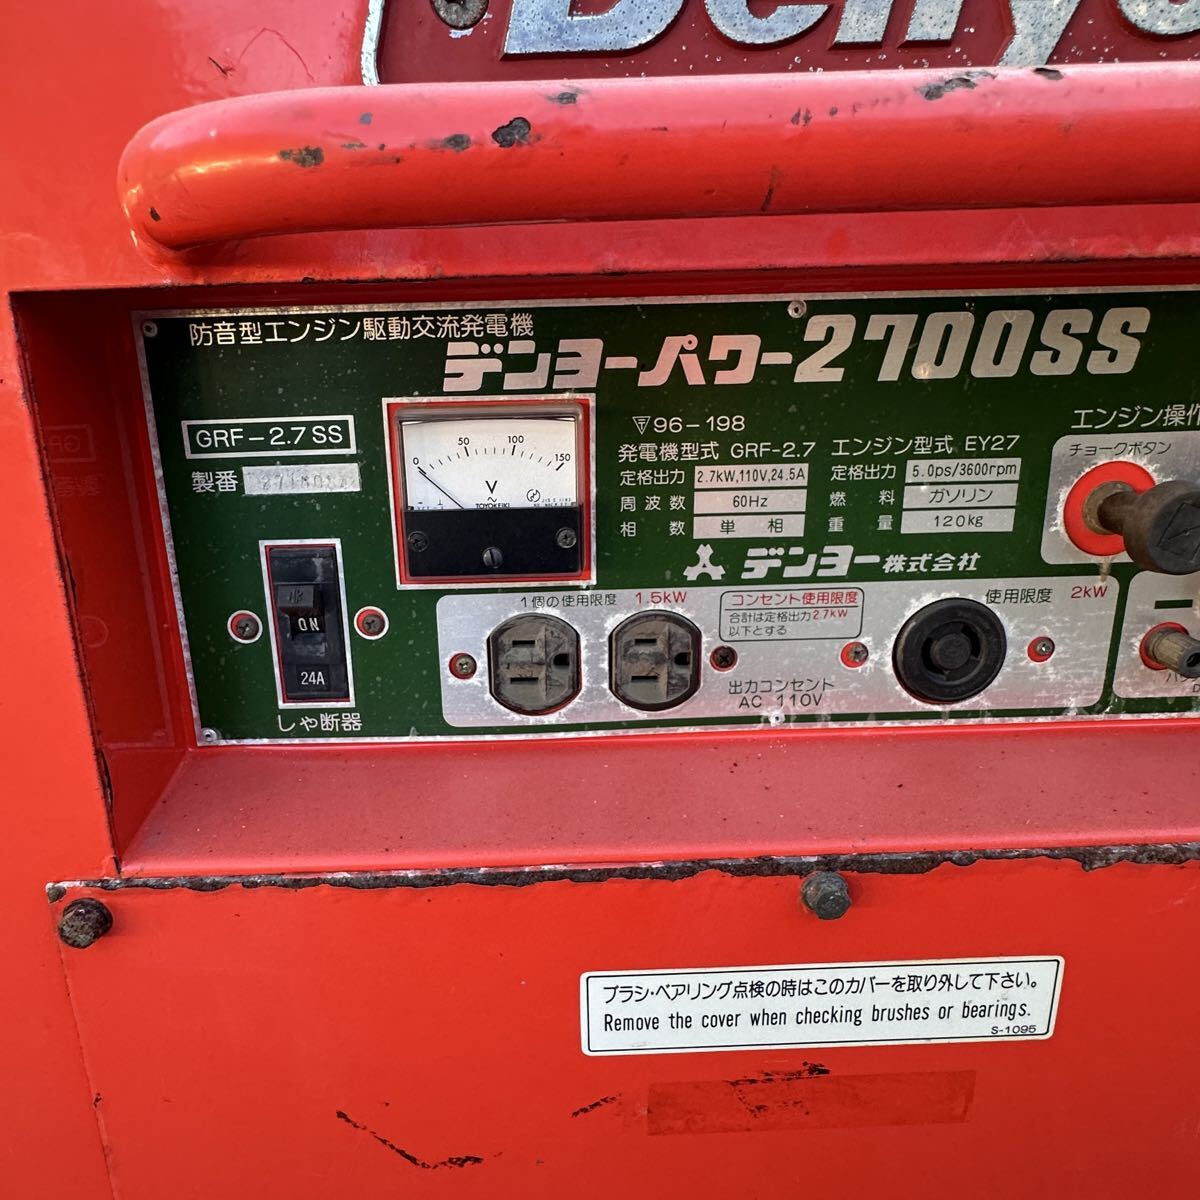 Denyo
防音型エンジン駆動交流発電機
デンヨーパワー2700SS
GRF-2.7 SS
製番
0 50 100 150
V
TOYOKEIKI
96-198
発電機型式 GRF-2.7
定格出力 2.7kW,110V,24.5A
周波数 60Hz
相数 単相
エンジン型式 EY27
定格出力 5.0ps/3600rpm
燃料 ガソリン
重量 120kg
デンヨー株式会社
エンジン操作
チョークボタン
ON
24A
しや断器
1個の使用限度 1.5kW
コンセント使用限度
合計は定格出力2.7kW
以下とする
使用限度 2kW
出力コンセント
AC 110V
ブラシ・ベアリング点検の時はこのカバーを取り外して下さい。
Remove the cover when checking brushes or bearings.
S-1095